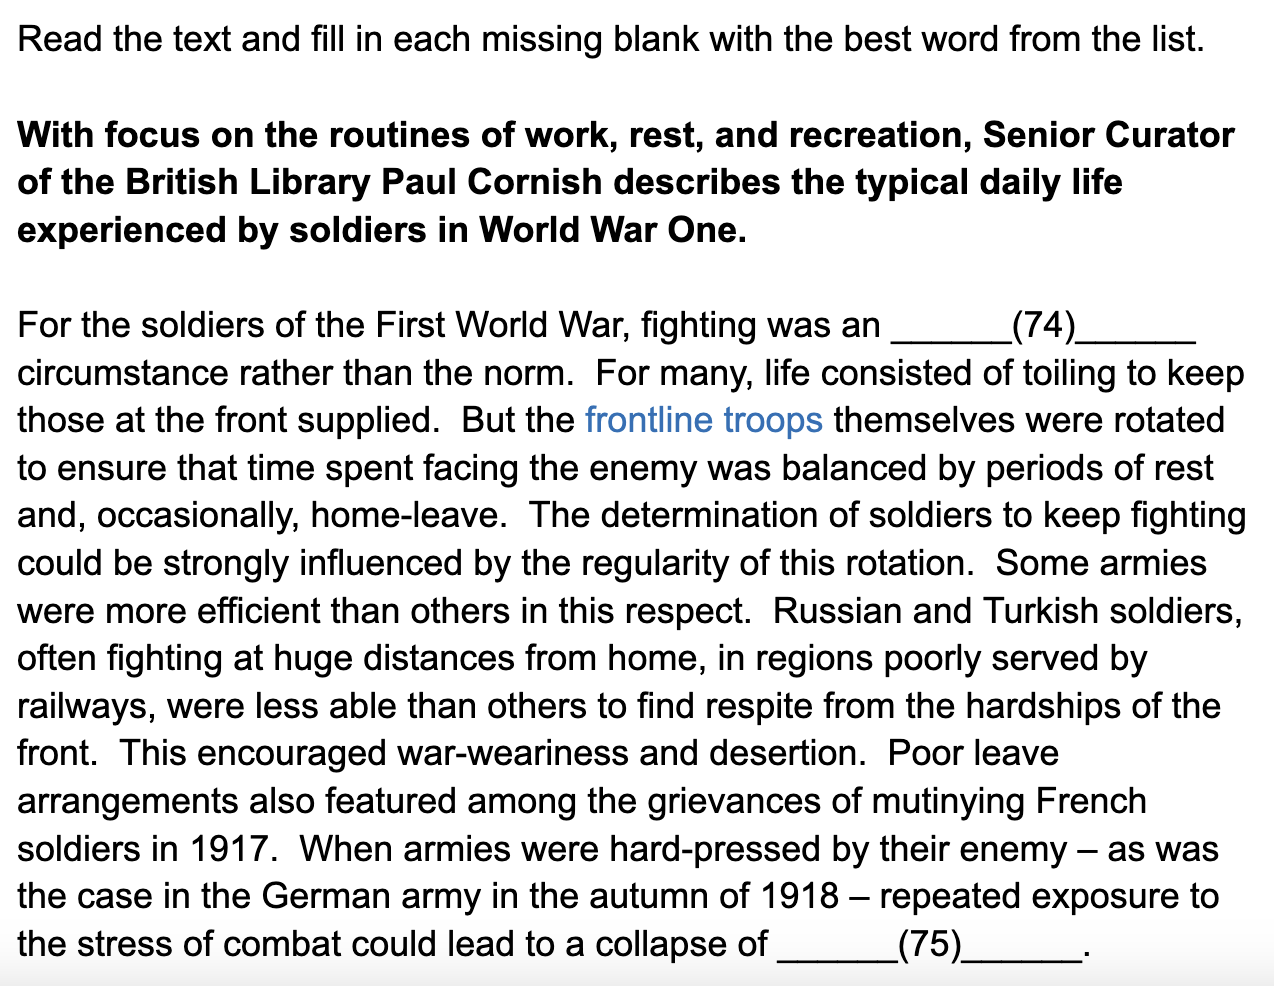 Read the text and fill in each missing blank with the best word from the list.
With focus on the routines of work, rest, and recreation, Senior Curator
of the British Library Paul Cornish describes the typical daily life
experienced by soldiers in World War One.
For the soldiers of the First World War, fighting was an ______(74)______
circumstance rather than the norm.  For many, life consisted of toiling to keep
those at the front supplied.  But the frontline troops themselves were rotated
to ensure that time spent facing the enemy was balanced by periods of rest
and, occasionally, home-leave.  The determination of soldiers to keep fighting
could be strongly influenced by the regularity of this rotation.  Some armies
were more efficient than others in this respect.  Russian and Turkish soldiers,
often fighting at huge distances from home, in regions poorly served by
railways, were less able than others to find respite from the hardships of the
front.  This encouraged war-weariness and desertion.  Poor leave
arrangements also featured among the grievances of mutinying French
soldiers in 1917.  When armies were hard-pressed by their enemy – as was
the case in the German army in the autumn of 1918 – repeated exposure to
the stress of combat could lead to a collapse of ______(75)______.